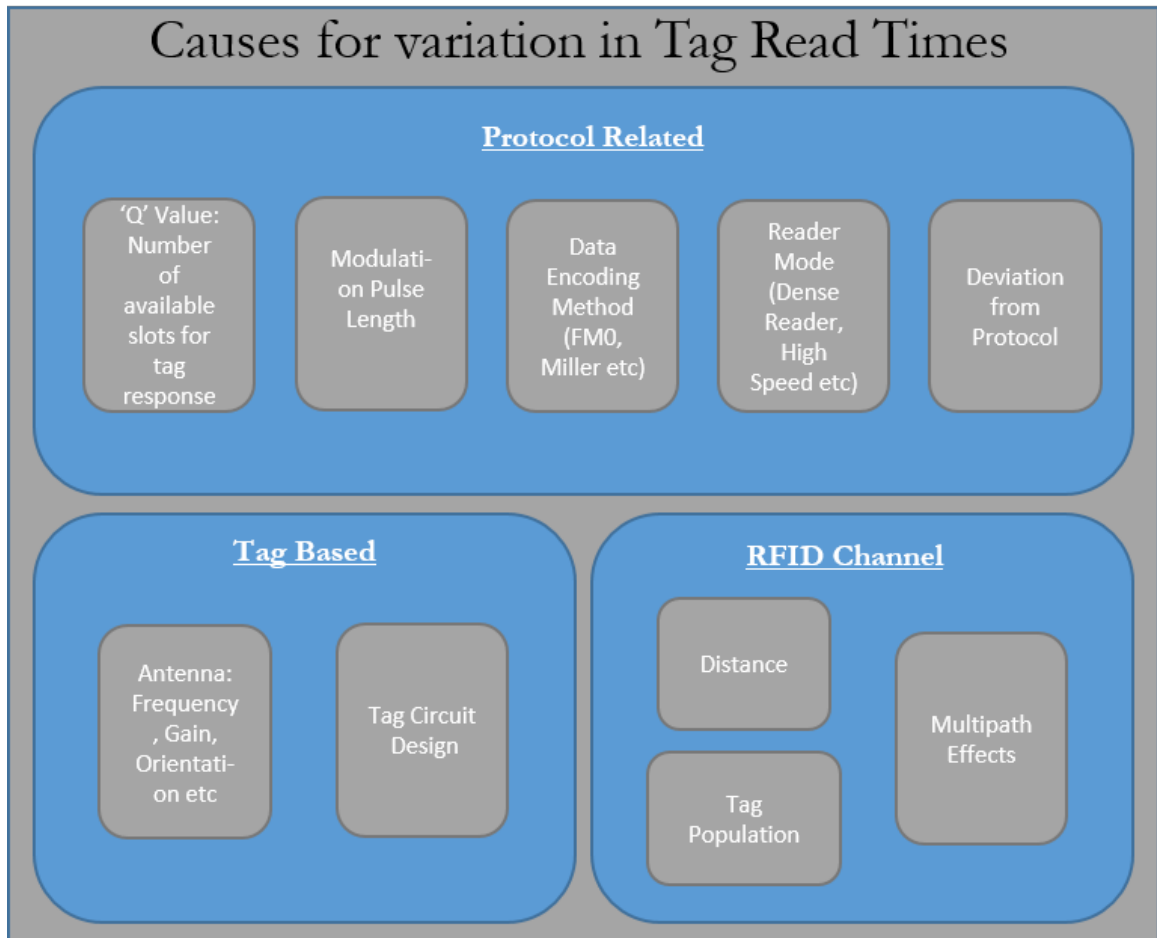 Causes for variation in Tag Read Times
Protocol Related
‘Q’ Value:
Number
of
available
slots for
tag
response
Modulati-
on Pulse
Length
Data
Encoding
Method
(FM0,
Miller etc)
Reader
Mode
(Dense
Reader,
High
Speed etc)
Deviation
from
Protocol
Tag Based
Antenna:
Frequency
, Gain,
Orientati-
on etc
Tag Circuit
Design
RFID Channel
Distance
Tag
Population
Multipath
Effects